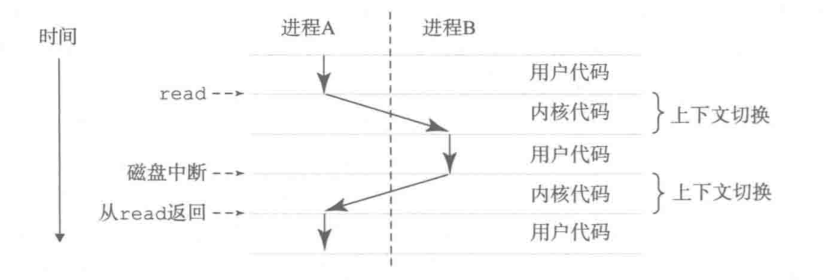 时间
进程A
进程B
用户代码
read
内核代码
上下文切换
用户代码
磁盘中断
内核代码
上下文切换
从read返回
用户代码